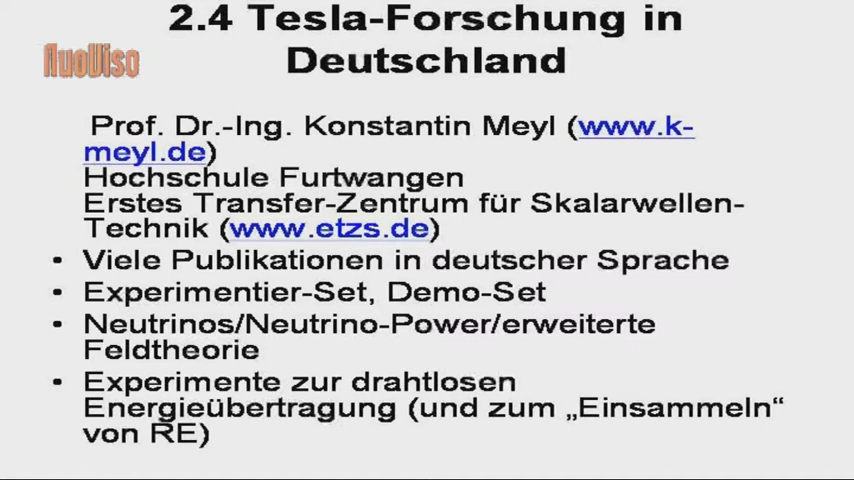 2.4 Tesla-Forschung in
Deutschland
nuoViso
Prof. Dr.-Ing. Konstantin Meyl (www.k-
meyl.de)
Hochschule Furtwangen
Erstes Transfer-Zentrum für Skalarwellen-
Technik (www.etzs.de)
• Viele Publikationen in deutscher Sprache
• Experimentier-Set, Demo-Set
• Neutrinos/Neutrino-Power/erweiterte
Feldtheorie
• Experimente zur drahtlosen
Energieübertragung (und zum „Einsammeln“
von RE)